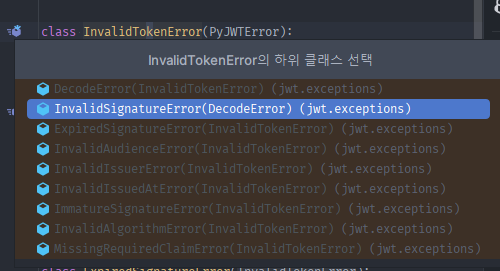 class InvalidTokenError(PyJWTError):
InvalidTokenError의 하위 클래스 선택
DecodeError(InvalidTokenError) (jwt.exceptions)
InvalidSignatureError(DecodeError) (jwt.exceptions)
ExpiredSignatureError(InvalidTokenError) (jwt.exceptions)
InvalidAudienceError(InvalidTokenError) (jwt.exceptions)
InvalidIssuerError(InvalidTokenError) (jwt.exceptions)
InvalidIssuedAtError(InvalidTokenError) (jwt.exceptions)
ImmatureSignatureError(InvalidTokenError) (jwt.exceptions)
InvalidAlgorithmError(InvalidTokenError) (jwt.exceptions)
MissingRequiredClaimError(InvalidTokenError) (jwt.exceptions)
class ExpiredSignatureError(InvalidTokenError):